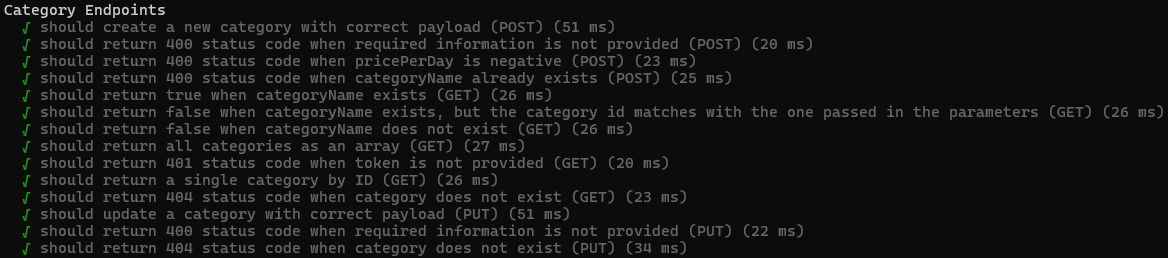 Category Endpoints
√ should create a new category with correct payload (POST) (51 ms)
√ should return 400 status code when required information is not provided (POST) (20 ms)
√ should return 400 status code when pricePerDay is negative (POST) (23 ms)
√ should return 400 status code when categoryName already exists (POST) (25 ms)
√ should return true when categoryName exists (GET) (26 ms)
√ should return false when categoryName exists, but the category id matches with the one passed in the parameters (GET) (26 ms)
√ should return false when categoryName does not exist (GET) (26 ms)
√ should return all categories as an array (GET) (27 ms)
√ should return 401 status code when token is not provided (GET) (20 ms)
√ should return a single category by ID (GET) (26 ms)
√ should return 404 status code when category does not exist (GET) (23 ms)
√ should update a category with correct payload (PUT) (51 ms)
√ should return 400 status code when required information is not provided (PUT) (22 ms)
√ should return 404 status code when category does not exist (PUT) (34 ms)